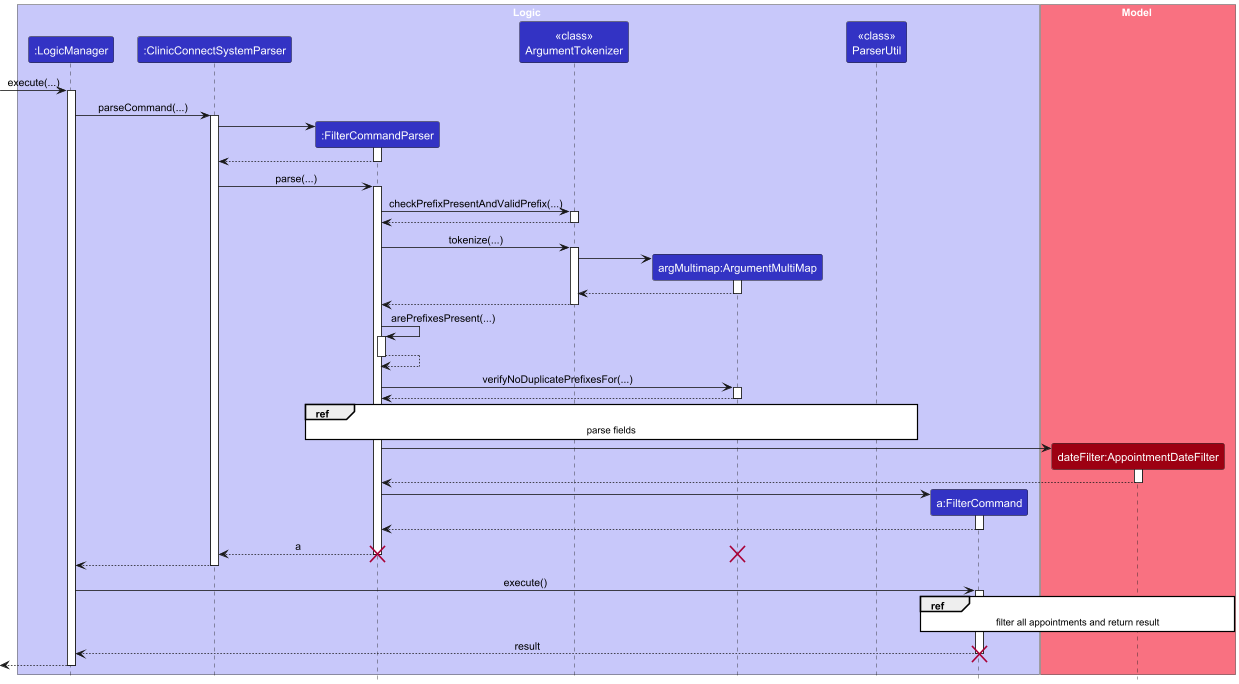 Logic
Model
:LogicManager
:ClinicConnectSystemParser
«class»
ArgumentTokenizer
«class»
ParserUtil
execute(...)
parseCommand(...)
:FilterCommandParser
parse(...)
checkPrefixPresentAndValidPrefix(...)
tokenize(...)
argMultimap:ArgumentMultiMap
arePrefixesPresent(...)
verifyNoDuplicatePrefixesFor(...)
ref
parse fields
dateFilter:AppointmentDateFilter
a:FilterCommand
a
execute()
ref
filter all appointments and return result
result